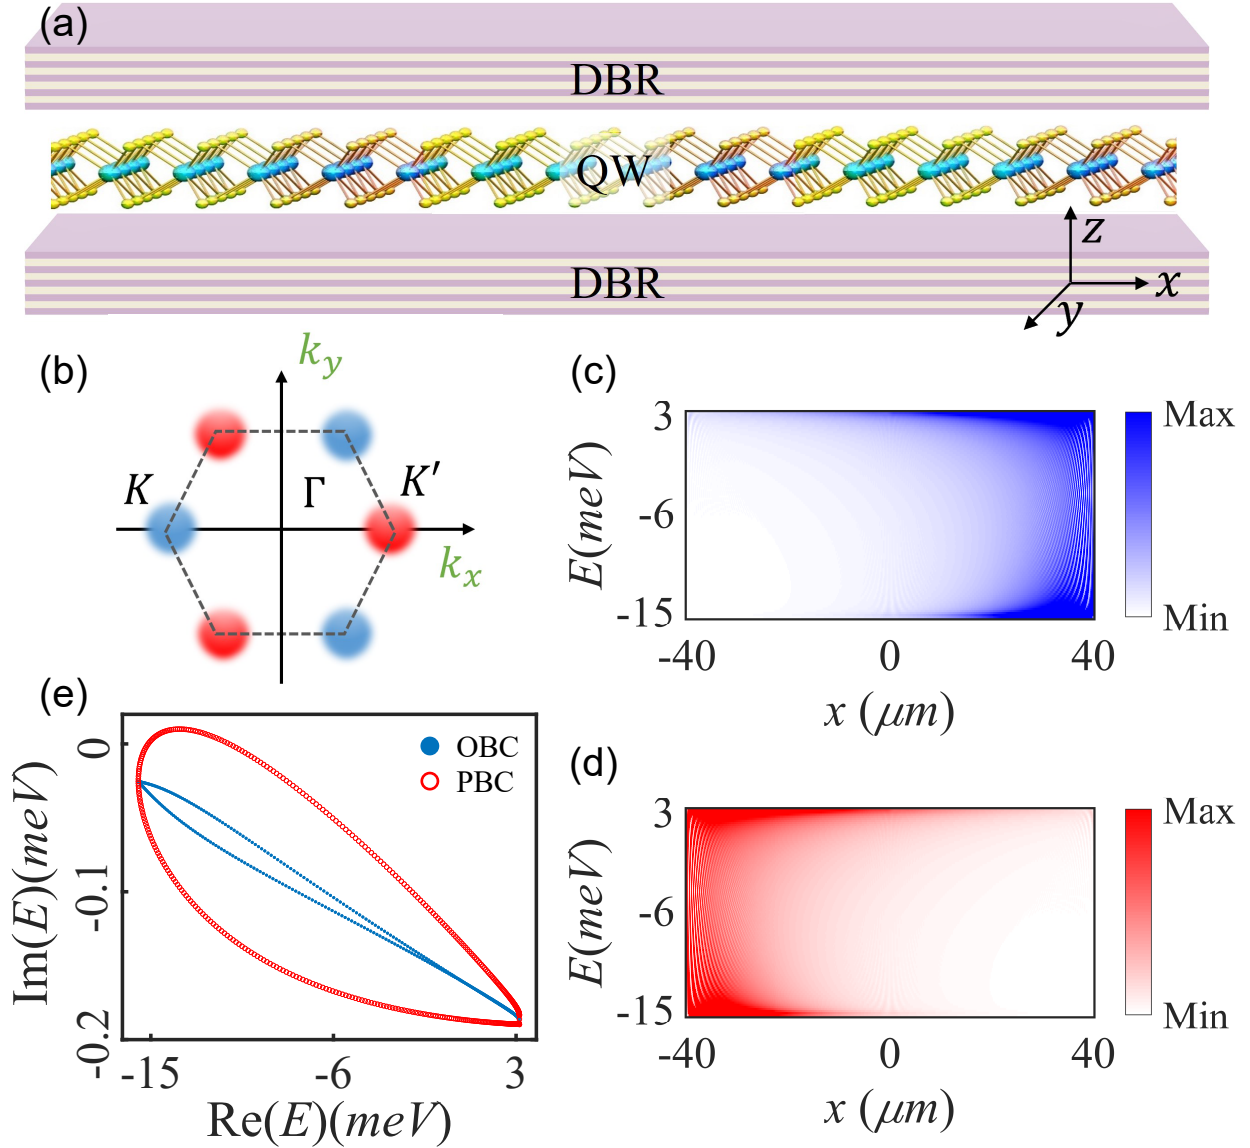 (a)
DBR
QW
DBR
z
x
y
(b)
k_y
K
Γ
K′
k_x
(c)
3
-6
-15
E(meV)
-40
0
40
x (μm)
Max
Min
(e)
0
-0.1
-0.2
Im(E)(meV)
OBC
PBC
-15
-6
3
Re(E)(meV)
(d)
3
-6
-15
E(meV)
-40
0
40
x (μm)
Max
Min